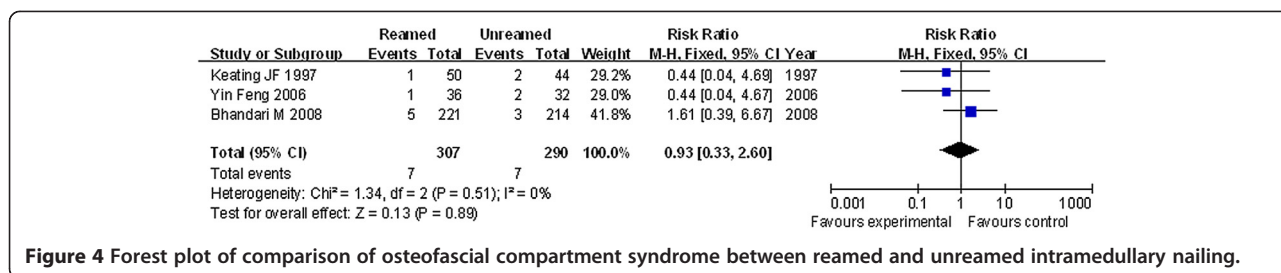 Reamed Unreamed Risk Ratio Risk Ratio
Study or Subgroup Events Total Events Total Weight M-H, Fixed, 95% CI Year M-H, Fixed, 95% CI
Keating JF 1997 1 50 2 44 29.2% 0.44 [0.04, 4.69] 1997
Yin Feng 2006 1 36 2 32 29.0% 0.44 [0.04, 4.67] 2006
Bhandari M 2008 5 221 3 214 41.8% 1.61 [0.39, 6.67] 2008
Total (95% CI) 307 290 100.0% 0.93 [0.33, 2.60]
Total events 7 7
Heterogeneity: Chi² = 1.34, df = 2 (P = 0.51); I² = 0%
Test for overall effect: Z = 0.13 (P = 0.89)
0.001 0.1 1 10 1000
Favours experimental Favours control
Figure 4 Forest plot of comparison of osteofascial compartment syndrome between reamed and unreamed intramedullary nailing.